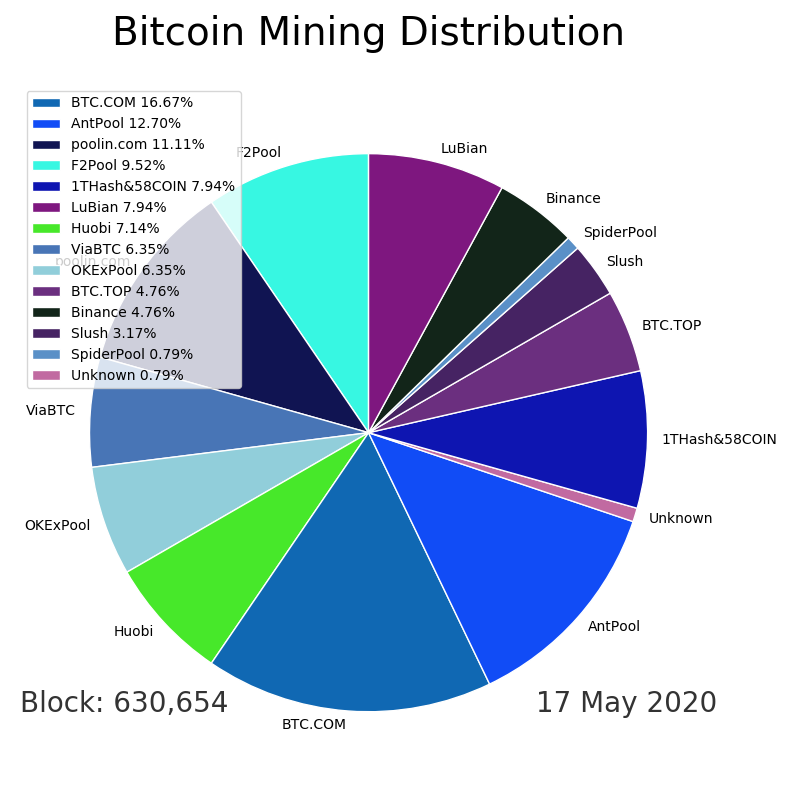 Bitcoin Mining Distribution
BTC.COM 16.67%
AntPool 12.70%
poolin.com 11.11%
F2Pool 9.52%
1THash&58COIN 7.94%
LuBian 7.94%
Huobi 7.14%
ViaBTC 6.35%
OKExPool 6.35%
BTC.TOP 4.76%
Binance 4.76%
Slush 3.17%
SpiderPool 0.79%
Unknown 0.79%
F2Pool
LuBian
Binance
SpiderPool
Slush
BTC.TOP
1THash&58COIN
Unknown
AntPool
BTC.COM
Huobi
OKExPool
ViaBTC
poolin.com
Block: 630,654
17 May 2020